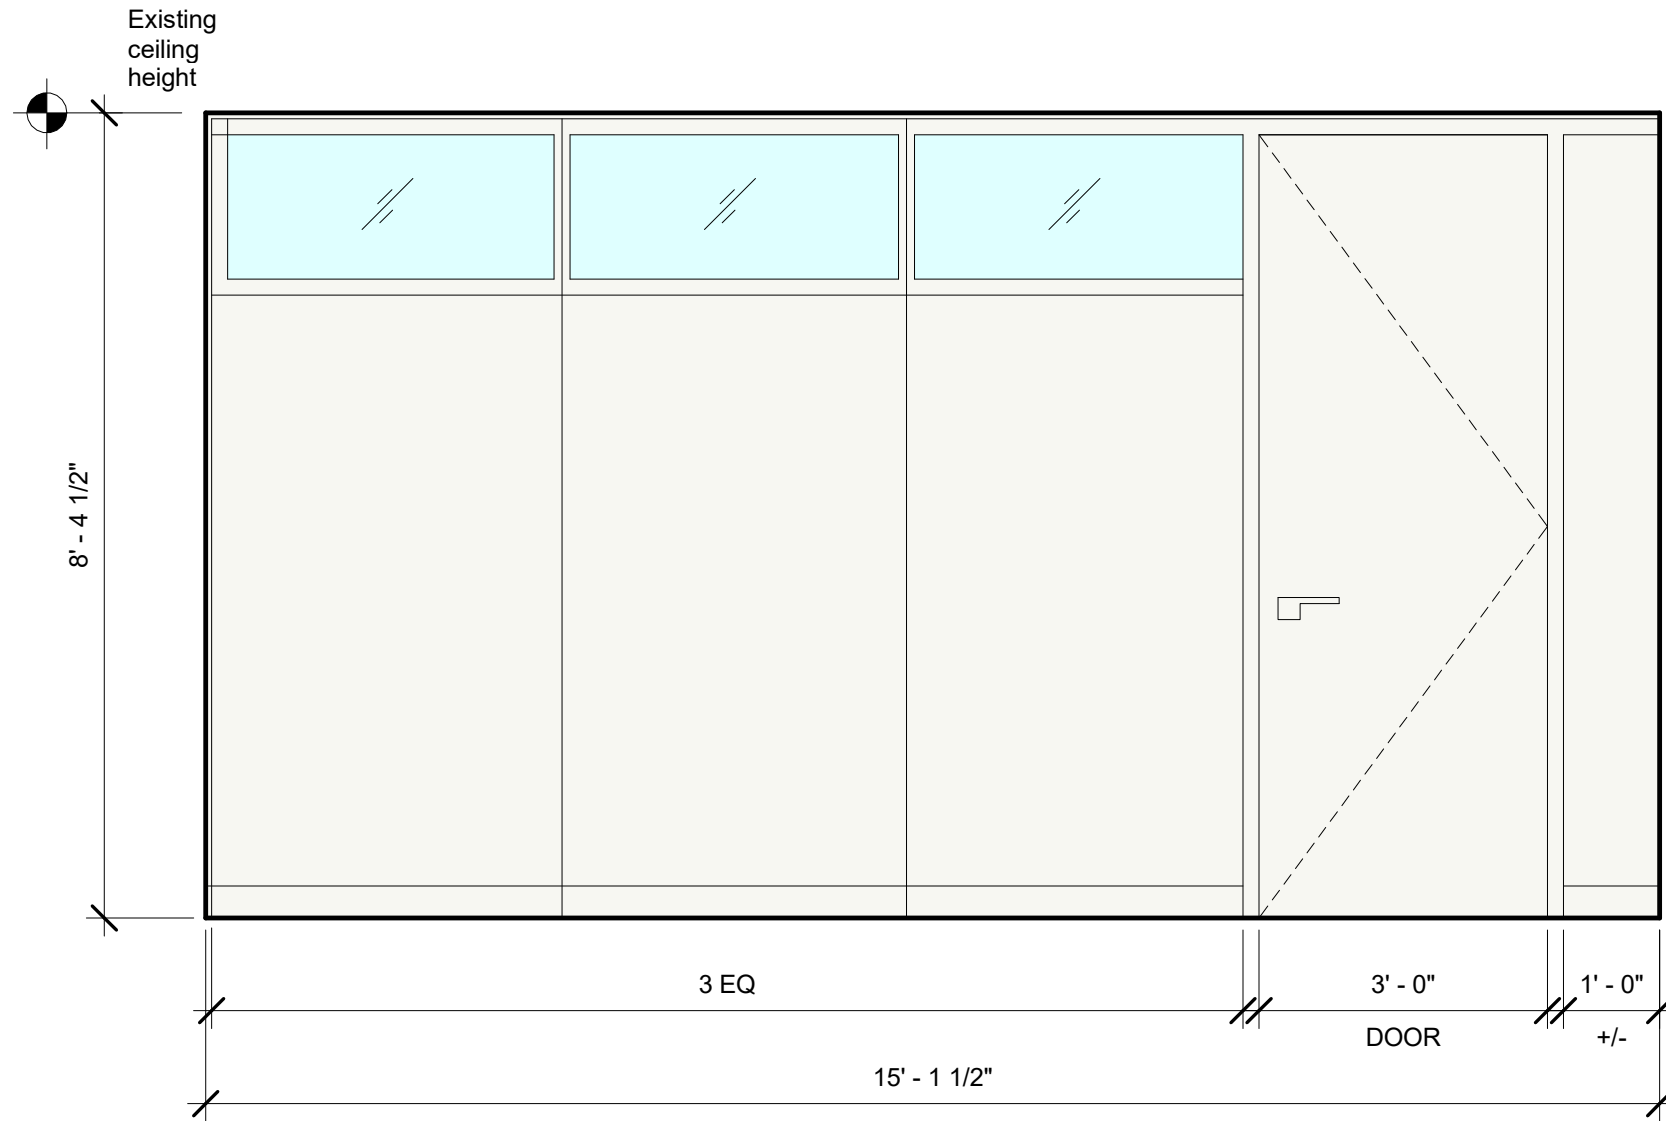 Existing
ceiling
height
8' - 4 1/2"
3 EQ
3' - 0"
1' - 0"
DOOR
+/-
15' - 1 1/2"